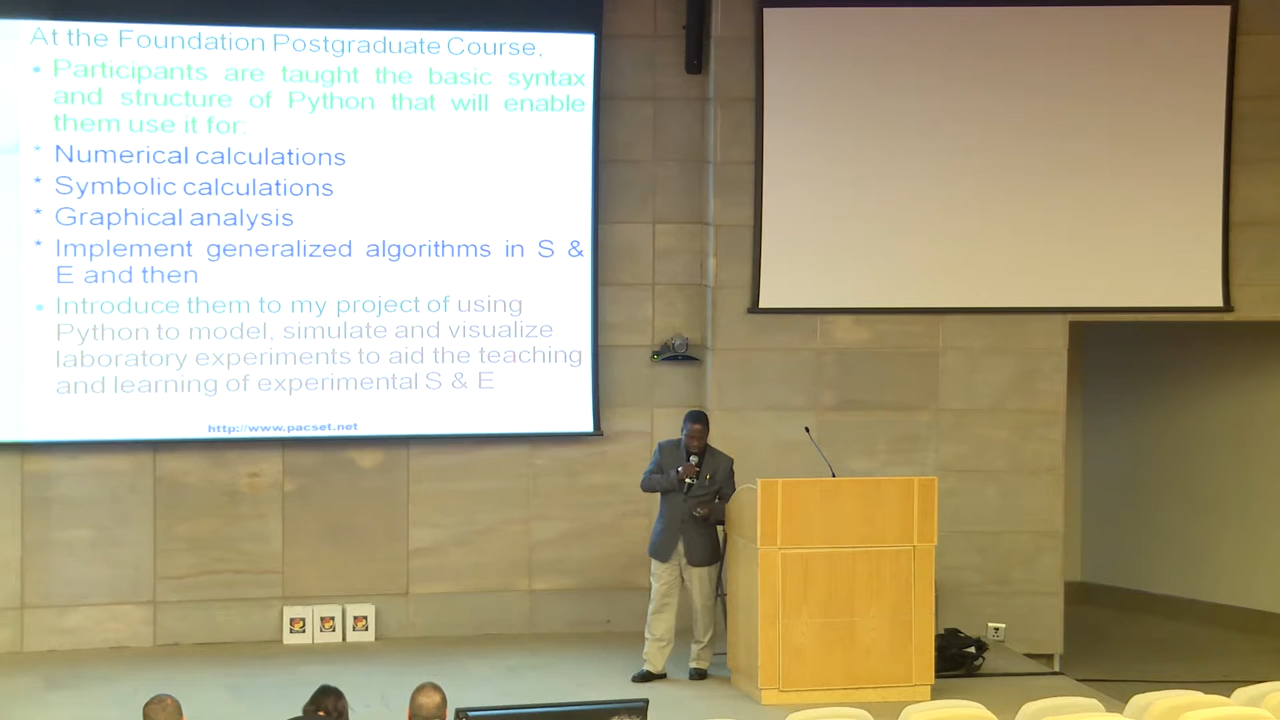 At the Foundation Postgraduate Course,
• Participants are taught the basic syntax
and structure of Python that will enable
them use it for:
* Numerical calculations
* Symbolic calculations
* Graphical analysis
* Implement generalized algorithms in S &
E and then
• Introduce them to my project of using
Python to model, simulate and visualize
laboratory experiments to aid the teaching
and learning of experimental S & E
http://www.pacset.net